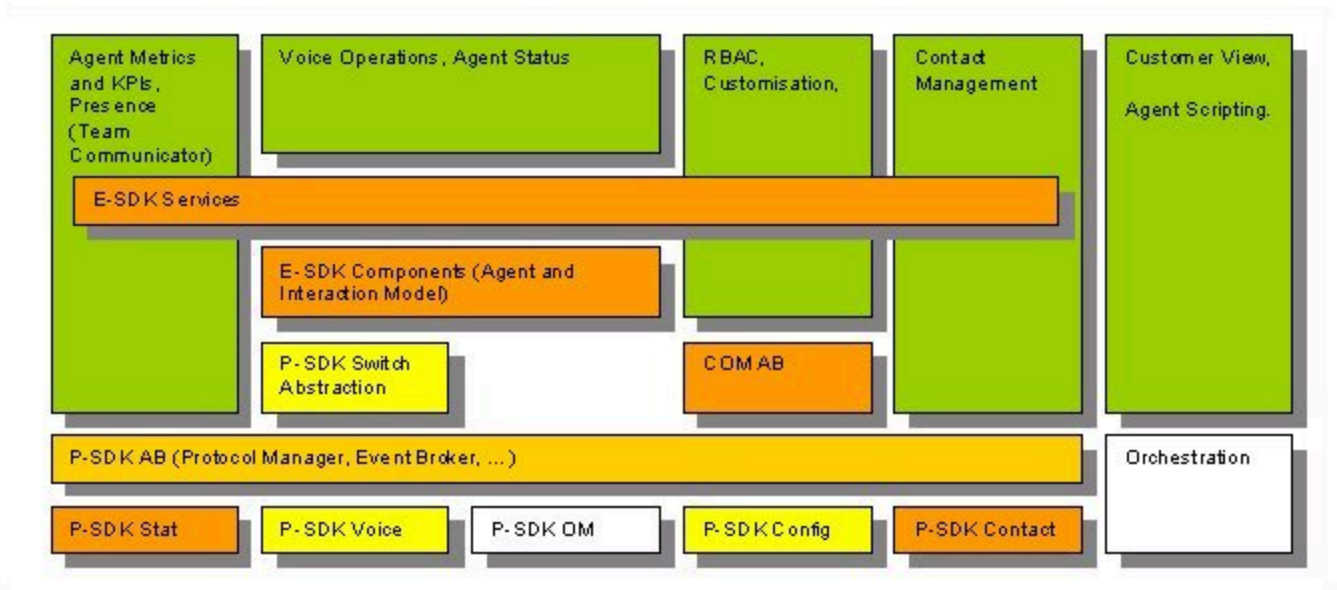 Agent Metrics
and KPIs,
Presence
(Team
Communicator)
Voice Operations, Agent Status
RBAC,
Customisation,
Contact
Management
Customer View,
Agent Scripting.
E-SDK Services
E-SDK Components (Agent and
Interaction Model)
P-SDK Switch
Abstraction
COM AB
P-SDK AB (Protocol Manager, Event Broker, ...)
Orchestration
P-SDK Stat
P-SDK Voice
P-SDK OM
P-SDK Config
P-SDK Contact